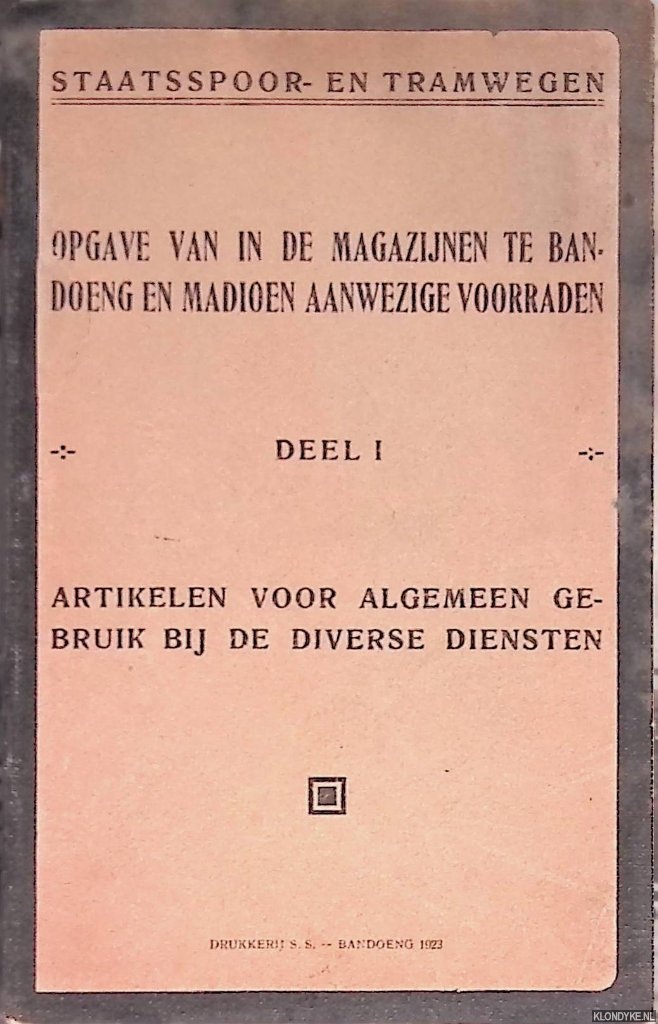 STAATSSPOOR- EN TRAMWEGEN
OPGAVE VAN IN DE MAGAZIJNEN TE BAN-
DOENG EN MADIOEN AANWEZIGE VOORRADEN
-:- DEEL I -:-
ARTIKELEN VOOR ALGEMEEN GE-
BRUIK BIJ DE DIVERSE DIENSTEN
DRUKKERIJ S. S. -- BANDOENG 1923
KLONDYKE.NL